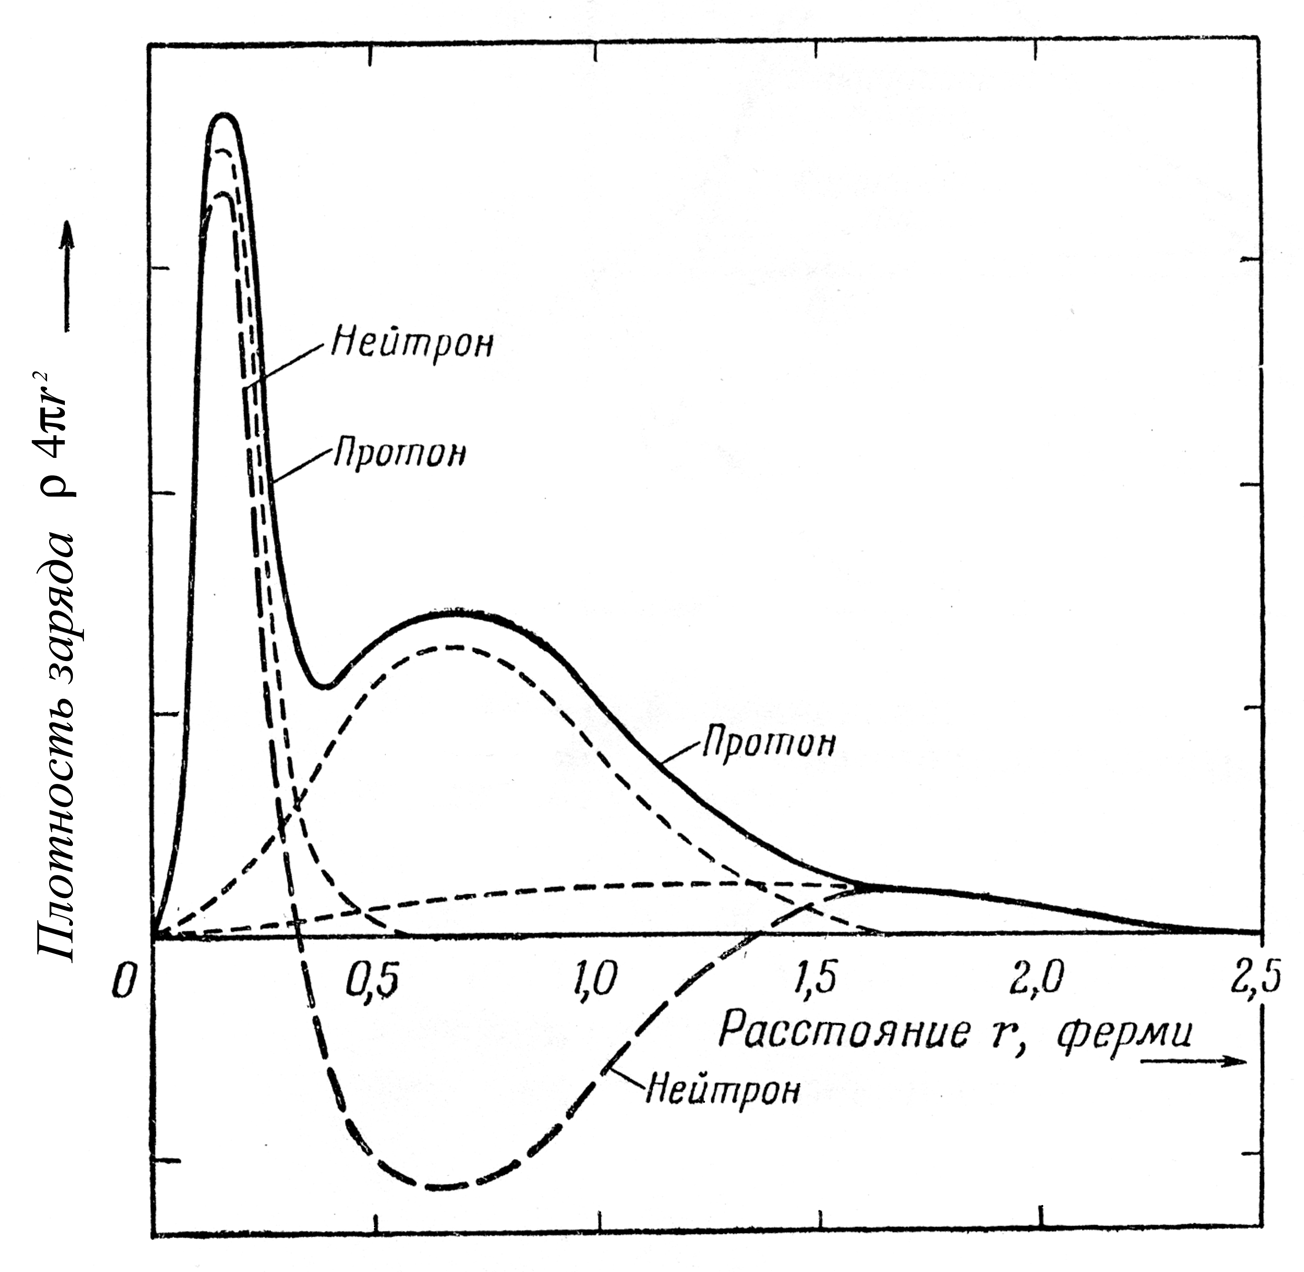 Плотность заряда ρ 4πr²
Нейтрон
Протон
Протон
0 0,5 1,0 1,5 2,0 2,5
Расстояние r, ферми
Нейтрон